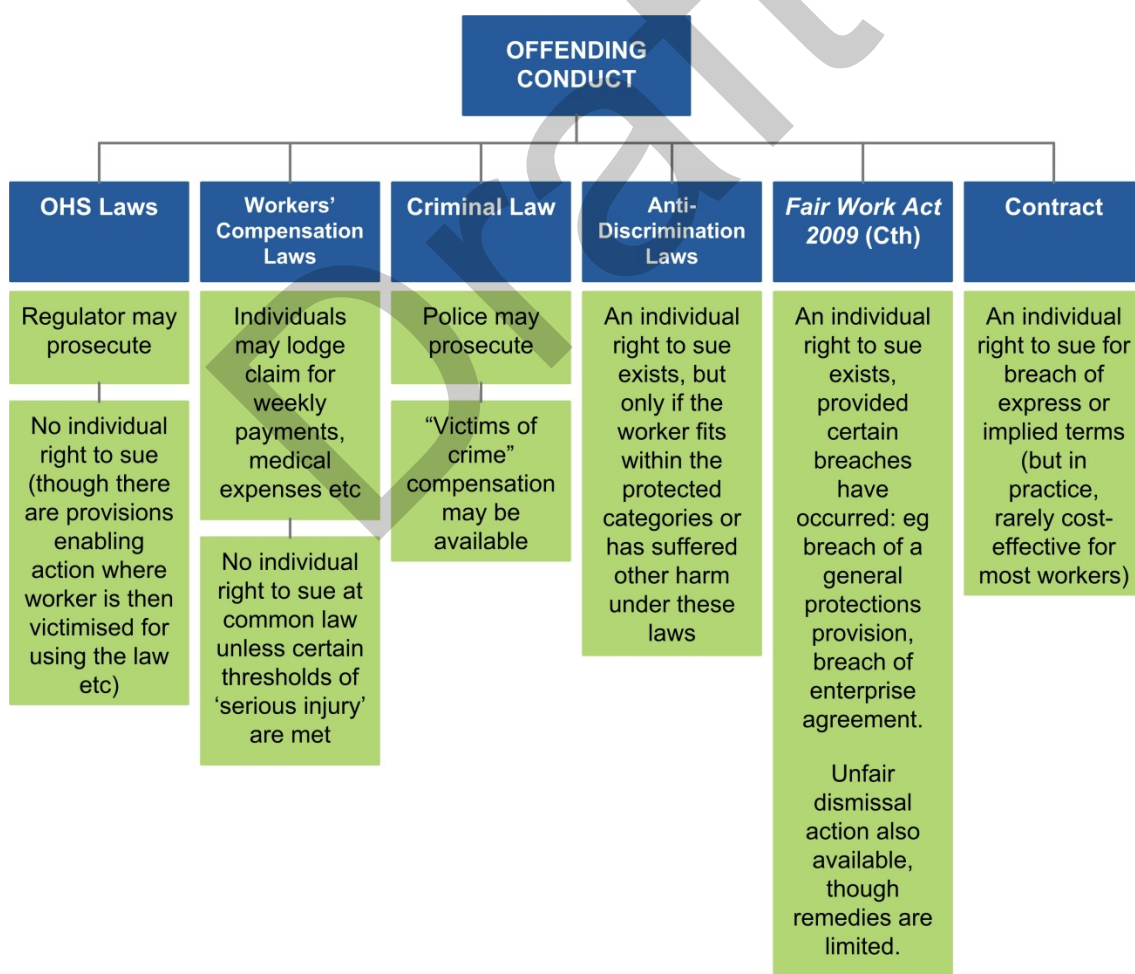 OFFENDING
CONDUCT
OHS Laws
Regulator may
prosecute
No individual
right to sue
(though there
are provisions
enabling
action where
worker is then
victimised for
using the law
etc)
Workers’
Compensation
Laws
Individuals
may lodge
claim for
weekly
payments,
medical
expenses etc
No individual
right to sue at
common law
unless certain
thresholds of
‘serious injury’
are met
Criminal Law
Police may
prosecute
“Victims of
crime”
compensation
may be
available
Anti-
Discrimination
Laws
An individual
right to sue
exists, but
only if the
worker fits
within the
protected
categories or
has suffered
other harm
under these
laws
Fair Work Act
2009 (Cth)
An individual
right to sue
exists,
provided
certain
breaches
have
occurred: eg
breach of a
general
protections
provision,
breach of
enterprise
agreement.
Unfair
dismissal
action also
available,
though
remedies are
limited.
Contract
An individual
right to sue for
breach of
express or
implied terms
(but in
practice,
rarely cost-
effective for
most workers)
Draft